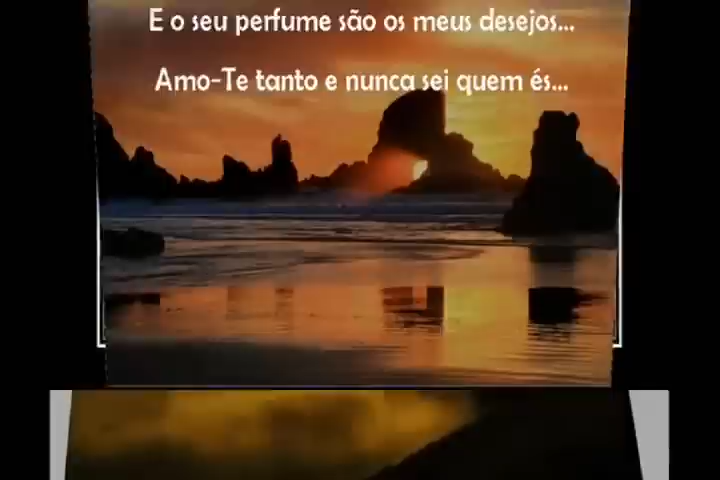 E o seu perfume são os meus desejos...
Amo-Te tanto e nunca sei quem és...